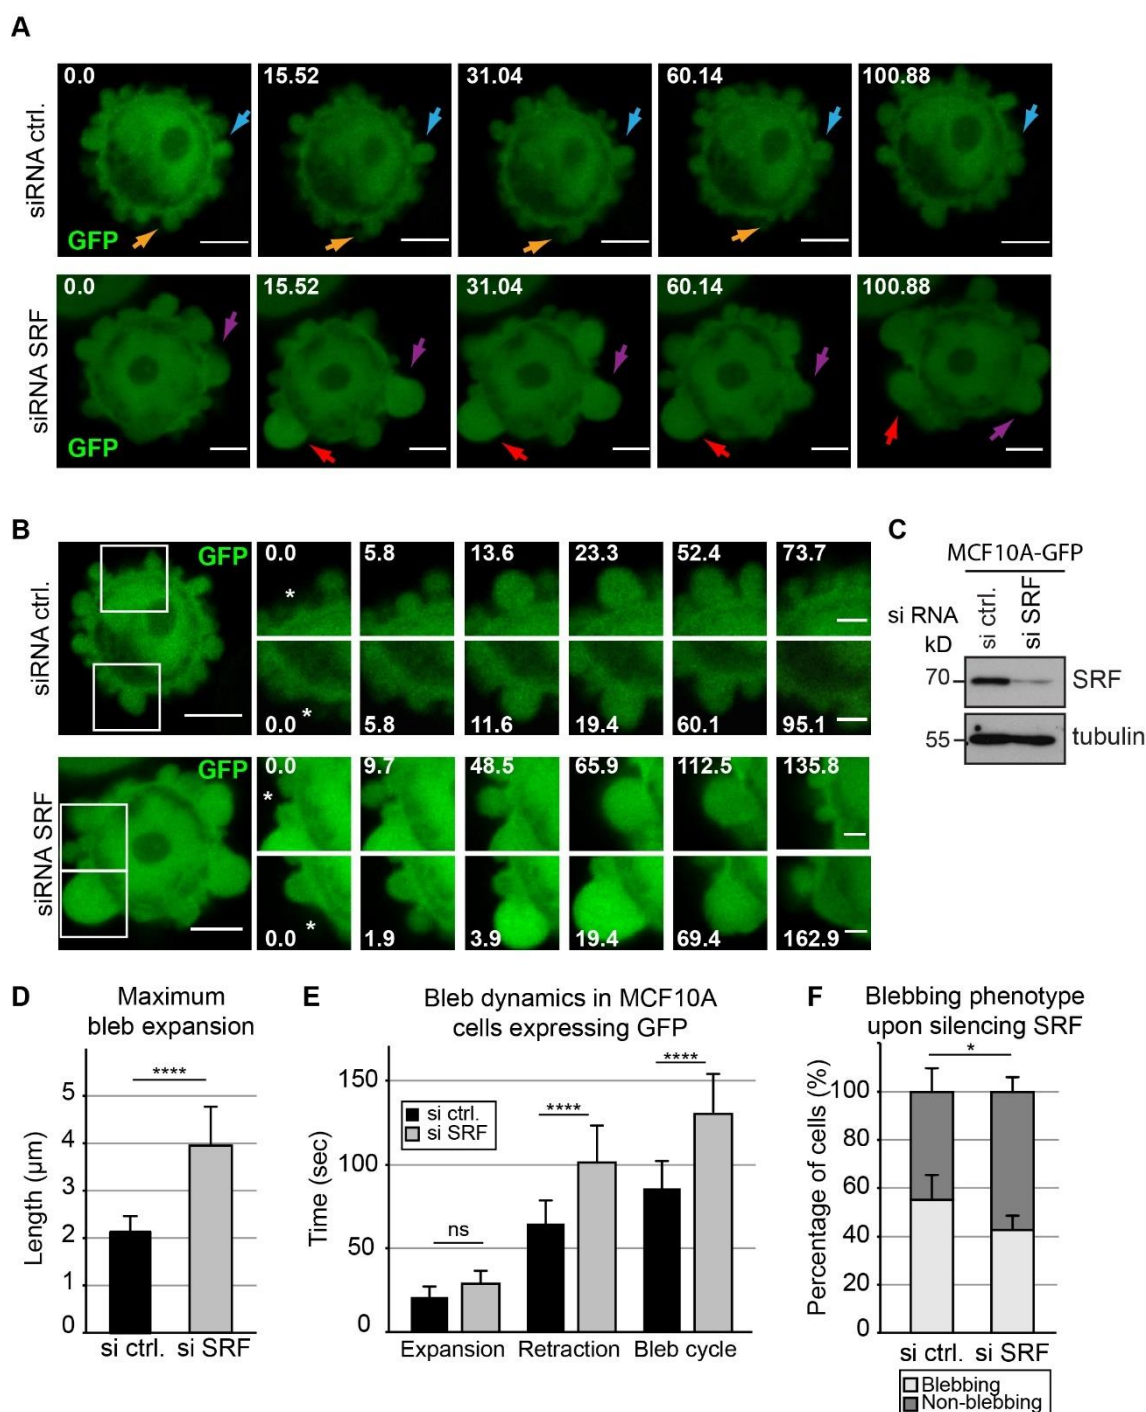 A
siRNA ctrl.
0.0
15.52
31.04
60.14
100.88
GFP
siRNA SRF
0.0
15.52
31.04
60.14
100.88
GFP
B
siRNA ctrl.
GFP
0.0
5.8
13.6
23.3
52.4
73.7
*
0.0
5.8
11.6
19.4
60.1
95.1
*
siRNA SRF
GFP
0.0
9.7
48.5
65.9
112.5
135.8
*
0.0
1.9
3.9
19.4
69.4
162.9
*
C
MCF10A-GFP
si RNA
si ctrl.
si SRF
kD
70
SRF
55
tubulin
D
Maximum
bleb expansion
Length (µm)
5
4
3
2
1
0
****
si ctrl.
si SRF
E
Bleb dynamics in MCF10A
cells expressing GFP
Time (sec)
150
100
50
0
si ctrl.
si SRF
ns
****
****
Expansion
Retraction
Bleb cycle
F
Blebbing phenotype
upon silencing SRF
Percentage of cells (%)
100
80
60
40
20
0
*
si ctrl.
si SRF
Blebbing
Non-blebbing